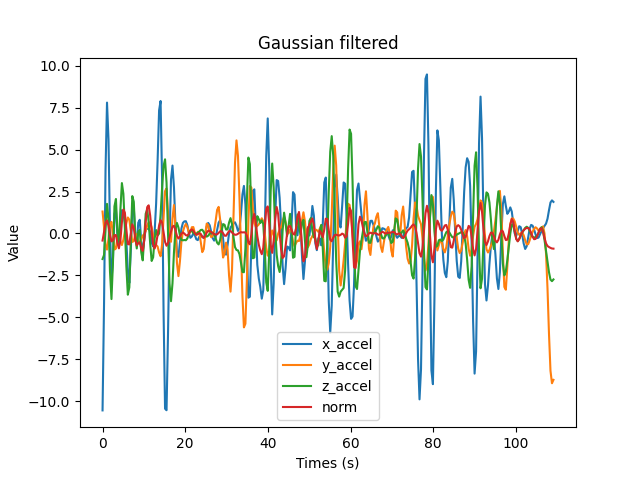 Gaussian filtered
Value
10.0
7.5
5.0
2.5
0.0
−2.5
−5.0
−7.5
−10.0
x_accel
y_accel
z_accel
norm
0 20 40 60 80 100
Times (s)